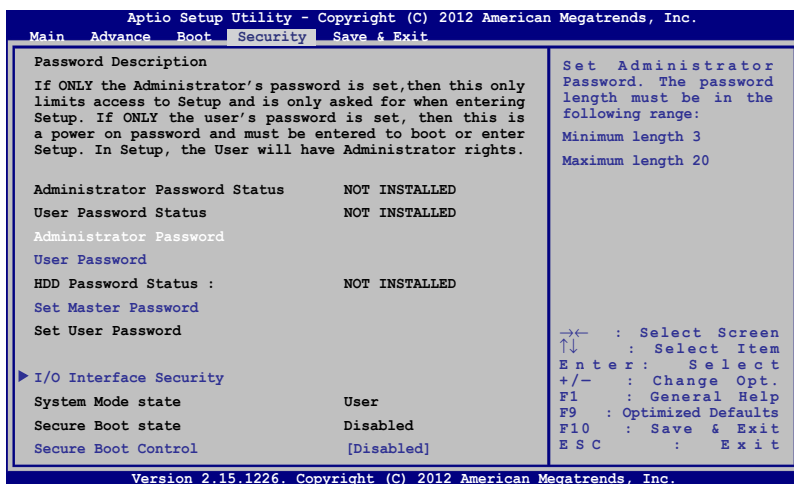 Aptio Setup Utility - Copyright (C) 2012 American Megatrends, Inc.
Main Advance Boot Security Save & Exit
Password Description
If ONLY the Administrator's password is set,then this only
limits access to Setup and is only asked for when entering
Setup. If ONLY the user's password is set, then this is
a power on password and must be entered to boot or enter
Setup. In Setup, the User will have Administrator rights.
Administrator Password Status NOT INSTALLED
User Password Status NOT INSTALLED
Administrator Password
User Password
HDD Password Status : NOT INSTALLED
Set Master Password
Set User Password
▶ I/O Interface Security
System Mode state User
Secure Boot state Disabled
Secure Boot Control [Disabled]
Set Administrator
Password. The password
length must be in the
following range:
Minimum length 3
Maximum length 20
→← : Select Screen
↑↓ : Select Item
Enter: Select
+/— : Change Opt.
F1 : General Help
F9 : Optimized Defaults
F10 : Save & Exit
ESC : Exit
Version 2.15.1226. Copyright (C) 2012 American Megatrends, Inc.